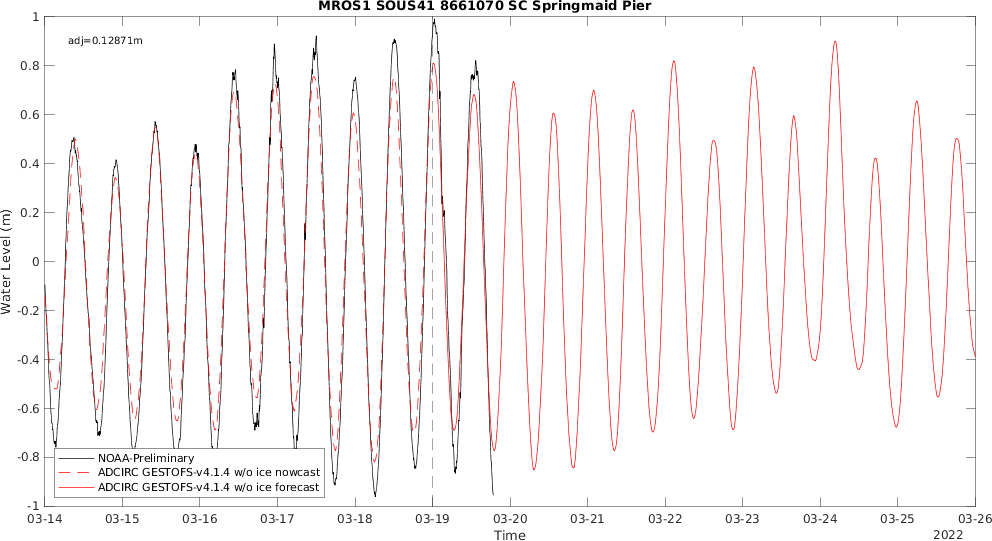 MROS1 SOUS41 8661070 SC Springmaid Pier
adj=0.12871m
1
0.8
0.6
0.4
0.2
0
-0.2
-0.4
-0.6
-0.8
-1
Water Level (m)
NOAA-Preliminary
ADCIRC GESTOFS-v4.1.4 w/o ice nowcast
ADCIRC GESTOFS-v4.1.4 w/o ice forecast
03-14 03-15 03-16 03-17 03-18 03-19 03-20 03-21 03-22 03-23 03-24 03-25 03-26
Time
2022